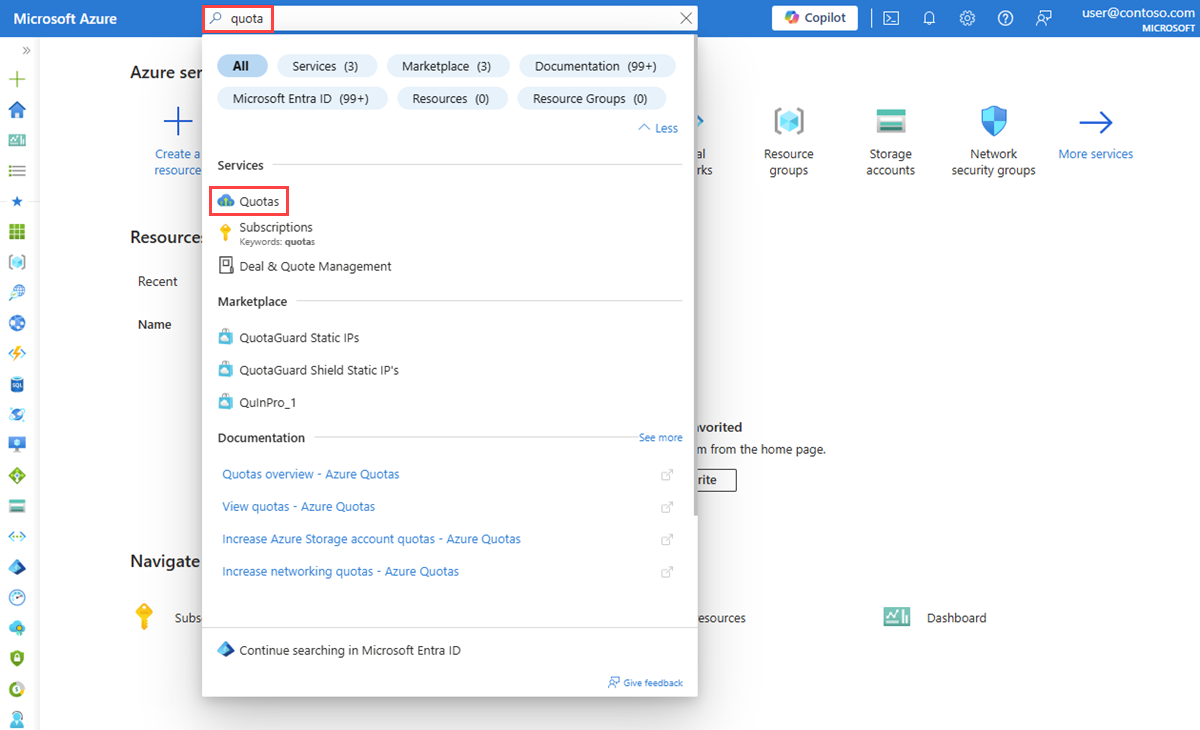 Microsoft Azure
quota
Copilot
user@contoso.com
MICROSOFT
Azure ser
All
Services (3)
Marketplace (3)
Documentation (99+)
Microsoft Entra ID (99+)
Resources (0)
Resource Groups (0)
Less
Create a
resource
al
rks
Resource
groups
Storage
accounts
Network
security groups
More services
Services
Quotas
Subscriptions
Keywords: quotas
Deal & Quote Management
Resources
Recent
Name
Marketplace
QuotaGuard Static IPs
QuotaGuard Shield Static IP's
QuInPro_1
Documentation
See more
Quotas overview - Azure Quotas
View quotas - Azure Quotas
Increase Azure Storage account quotas - Azure Quotas
Increase networking quotas - Azure Quotas
avorited
m from the home page.
rite
Navigate
Subs
esources
Dashboard
Continue searching in Microsoft Entra ID
Give feedback
SQL